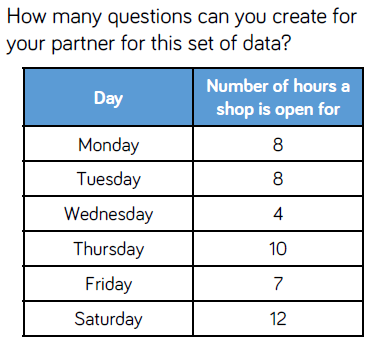 How many questions can you create for
your partner for this set of data?
Day
Number of hours a
shop is open for
Monday 8
Tuesday 8
Wednesday 4
Thursday 10
Friday 7
Saturday 12